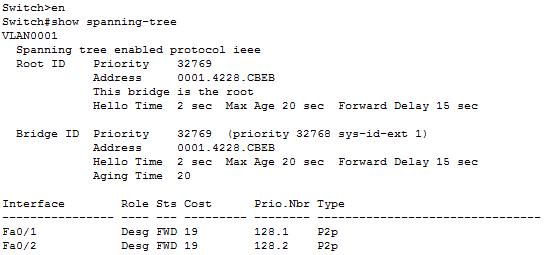 Switch>en
Switch#show spanning-tree
VLAN0001
  Spanning tree enabled protocol ieee
  Root ID    Priority    32769
             Address     0001.4228.CBEB
             This bridge is the root
             Hello Time  2 sec  Max Age 20 sec  Forward Delay 15 sec

  Bridge ID  Priority    32769  (priority 32768 sys-id-ext 1)
             Address     0001.4228.CBEB
             Hello Time  2 sec  Max Age 20 sec  Forward Delay 15 sec
             Aging Time  20

Interface        Role Sts Cost      Prio.Nbr Type
---------------- ---- --- --------- -------- --------------------------------
Fa0/1            Desg FWD 19        128.1    P2p
Fa0/2            Desg FWD 19        128.2    P2p